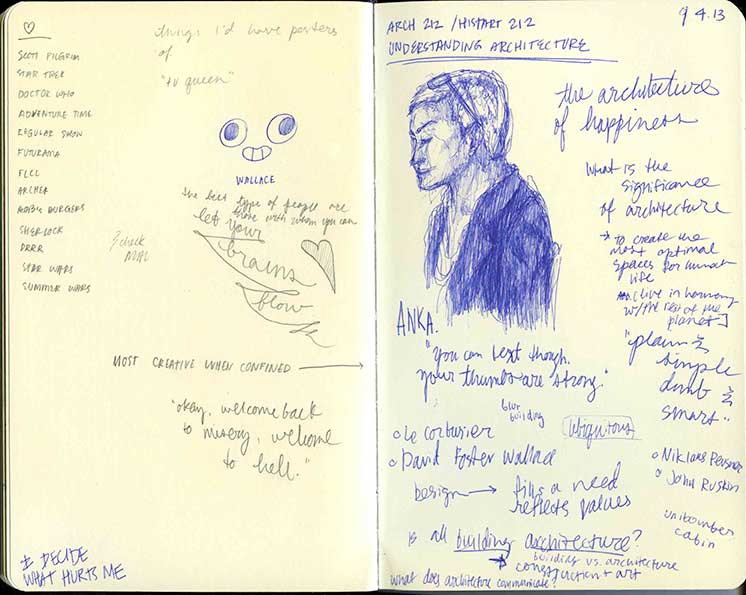 SCOTT PILGRIM
STAR TREK
DOCTOR WHO
ADVENTURE TIME
REGULAR SHOW
FUTURAMA
FLCL
ARCHER
BOB'S BURGERS
SHERLOCK
DRRR
STAR WARS
SUMMER WARS
things i'd have posters
of
"tv queen"
WALLACE
the best type of people are
those with whom you can
let your
brains
flow
check
MAL
MOST CREATIVE WHEN CONFINED →
"okay, welcome back
to misery, welcome
to hell."
I DECIDE
WHAT HURTS ME
ARCH 212 / HISTART 212
UNDERSTANDING ARCHITECTURE
9 4.13
the architecture
of happiness
What is the
significance
of architecture
→ To create the
most optimal
spaces for human
life
live in harmony
w/ the rest of the
planet]
"plain &
simple
dumb &
smart"
ANKA.
"You can text though.
your thumbs are strong."
blur
building
Le Corbusier
ubiquitous
David Foster Wallace
Niklaus Pevsner
John Ruskin
Design → fills a need
reflects values
unibomber
cabin
is all building architecture?
building vs. architecture
construction + art
what does architecture communicate?